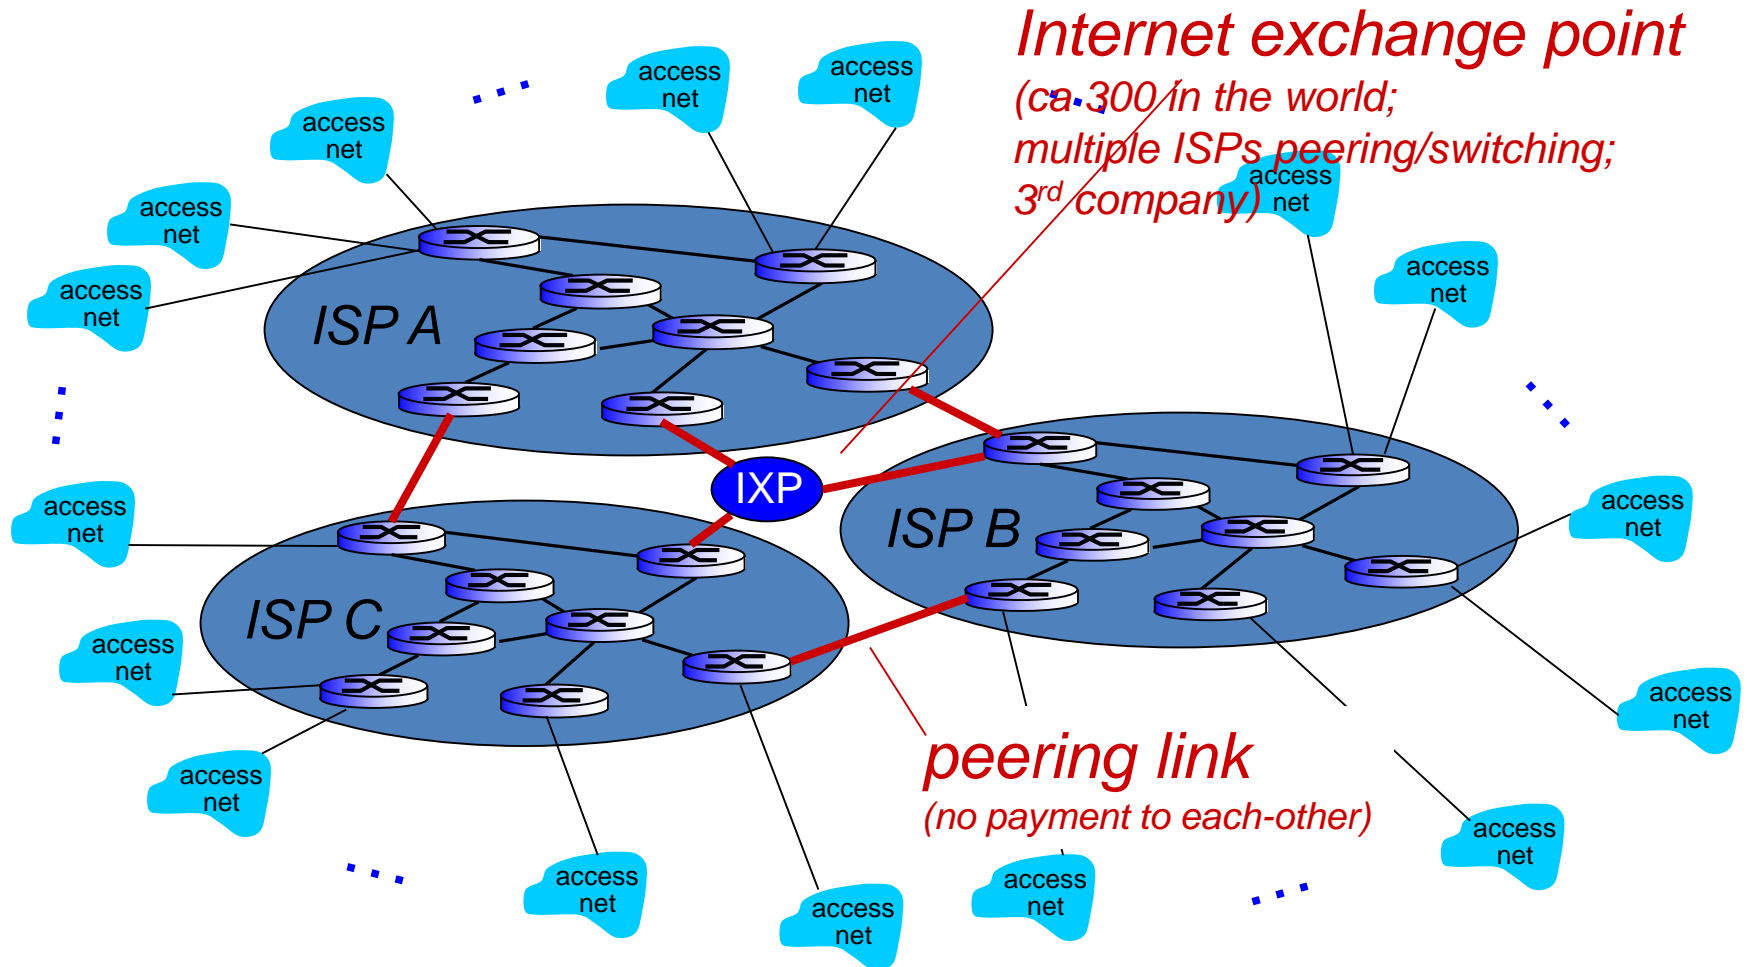 Internet exchange point
(ca 300 in the world;
multiple ISPs peering/switching;
3rd company)
access
net
access
net
access
net
access
net
access
net
access
net
access
net
ISP A
IXP
access
net
ISP B
access
net
ISP C
access
net
access
net
access
net
peering link
(no payment to each-other)
access
net
access
net
access
net
access
net
access
net